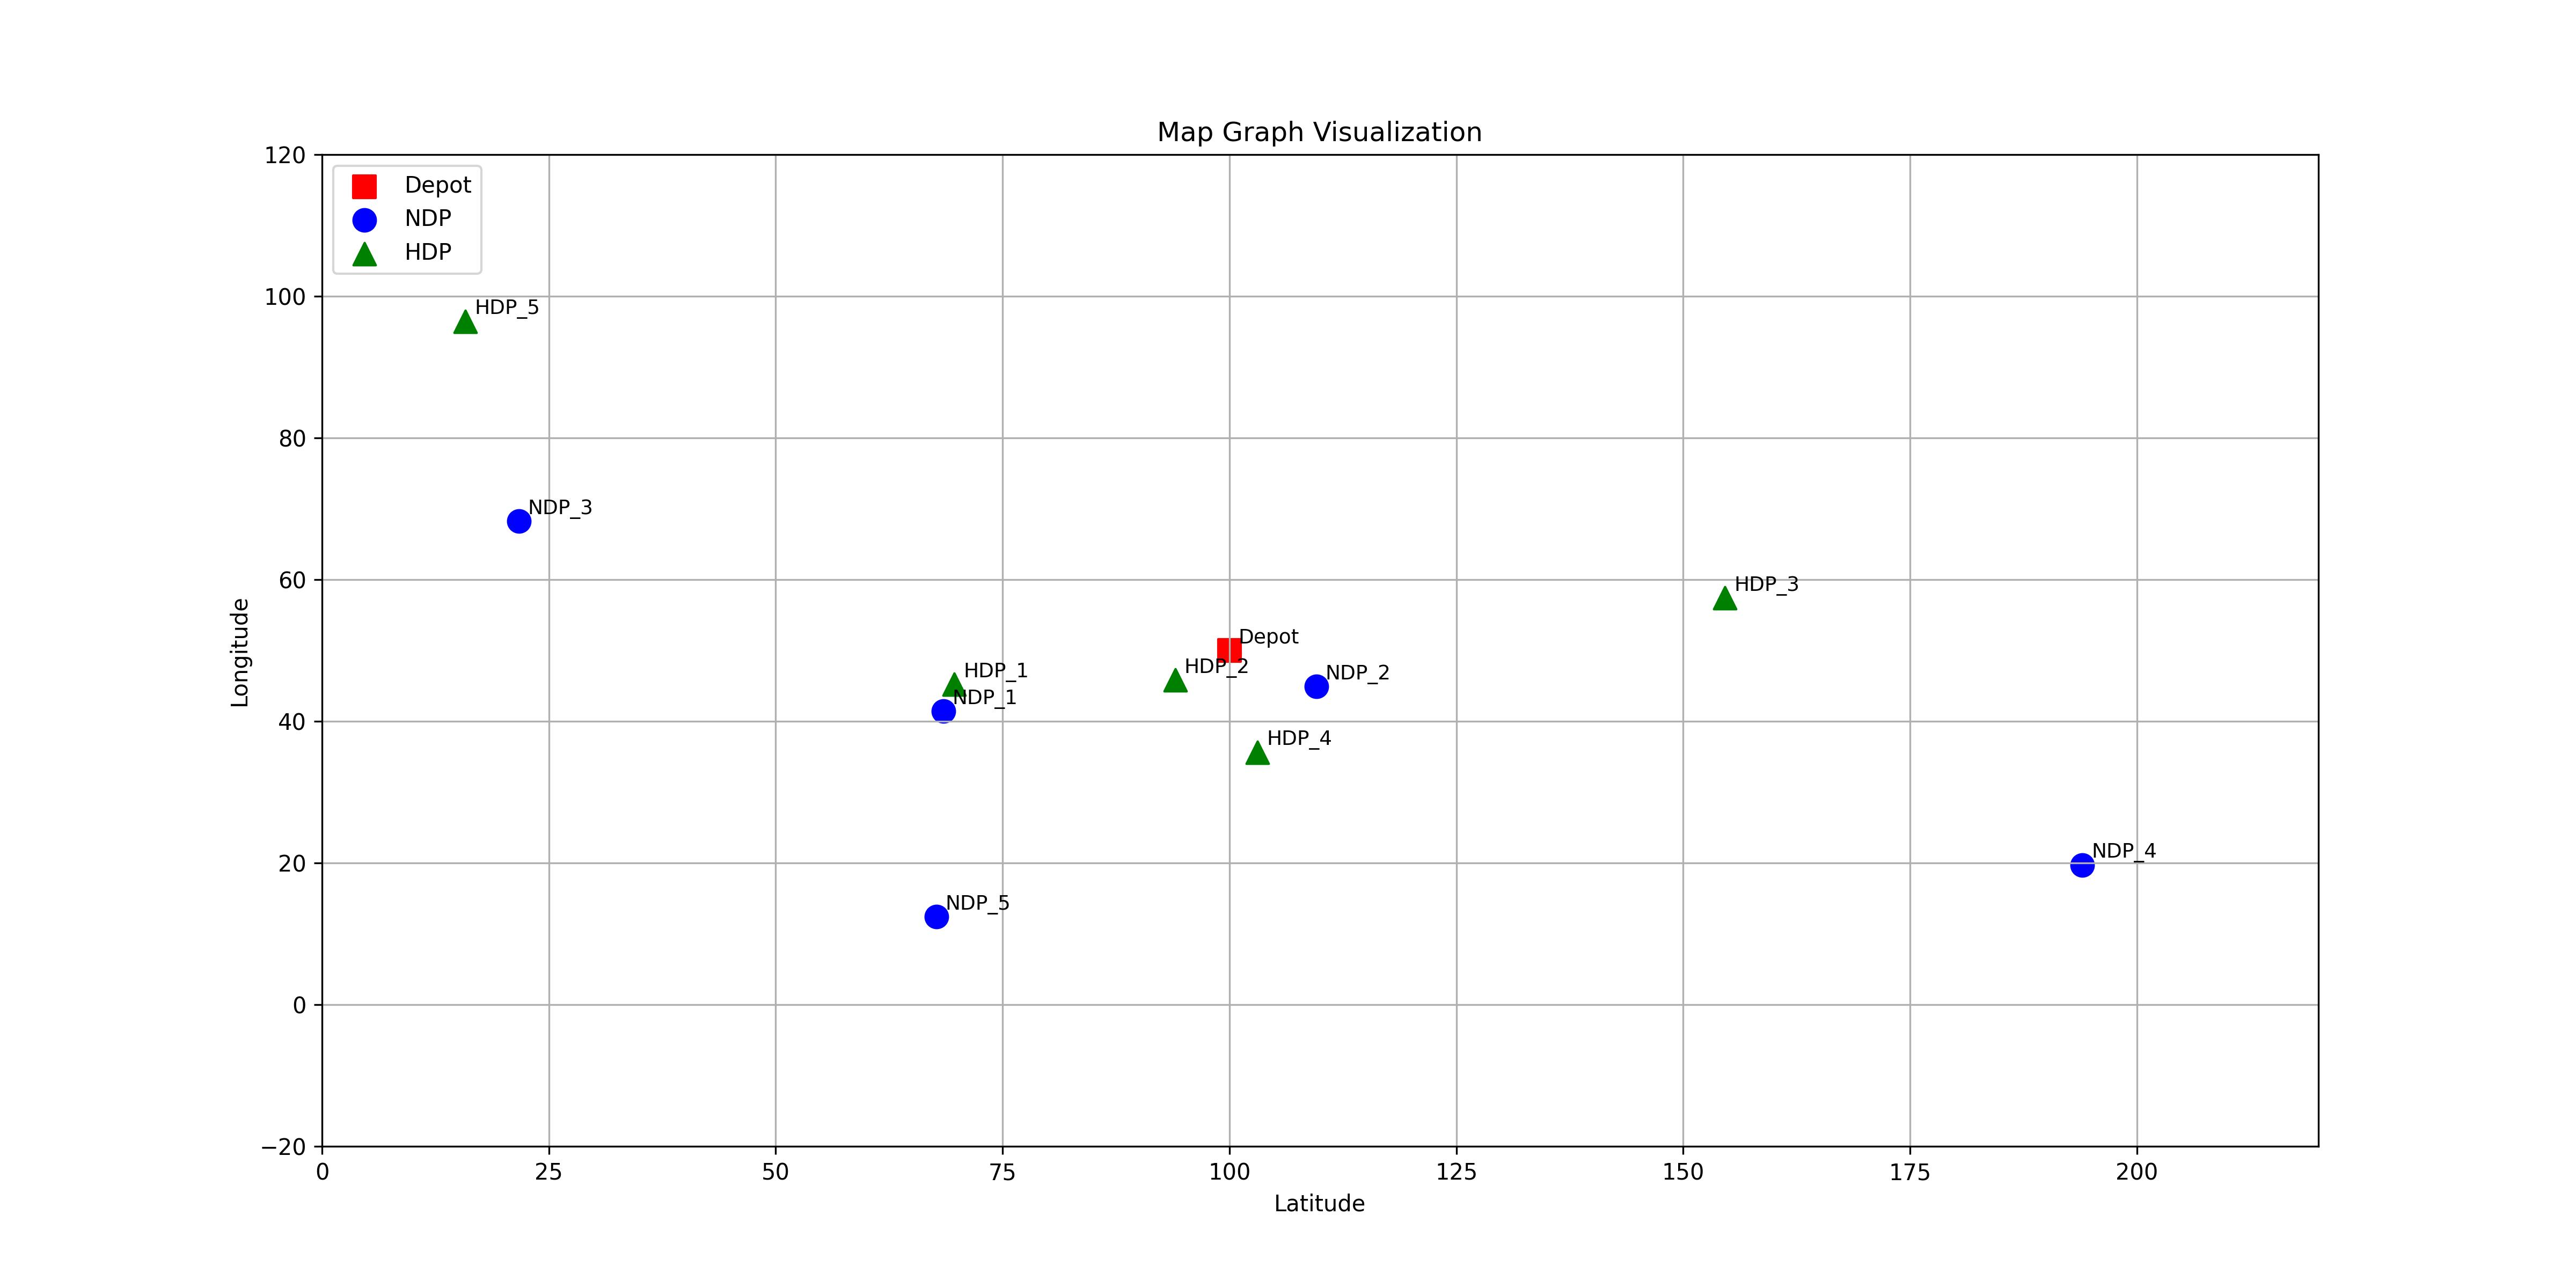 Map Graph Visualization
120
100
80
60
40
20
0
−20
Longitude
Depot
NDP
HDP
HDP_5
NDP_3
HDP_3
Depot
HDP_2
HDP_1
NDP_2
NDP_1
HDP_4
NDP_4
NDP_5
0 25 50 75 100 125 150 175 200
Latitude